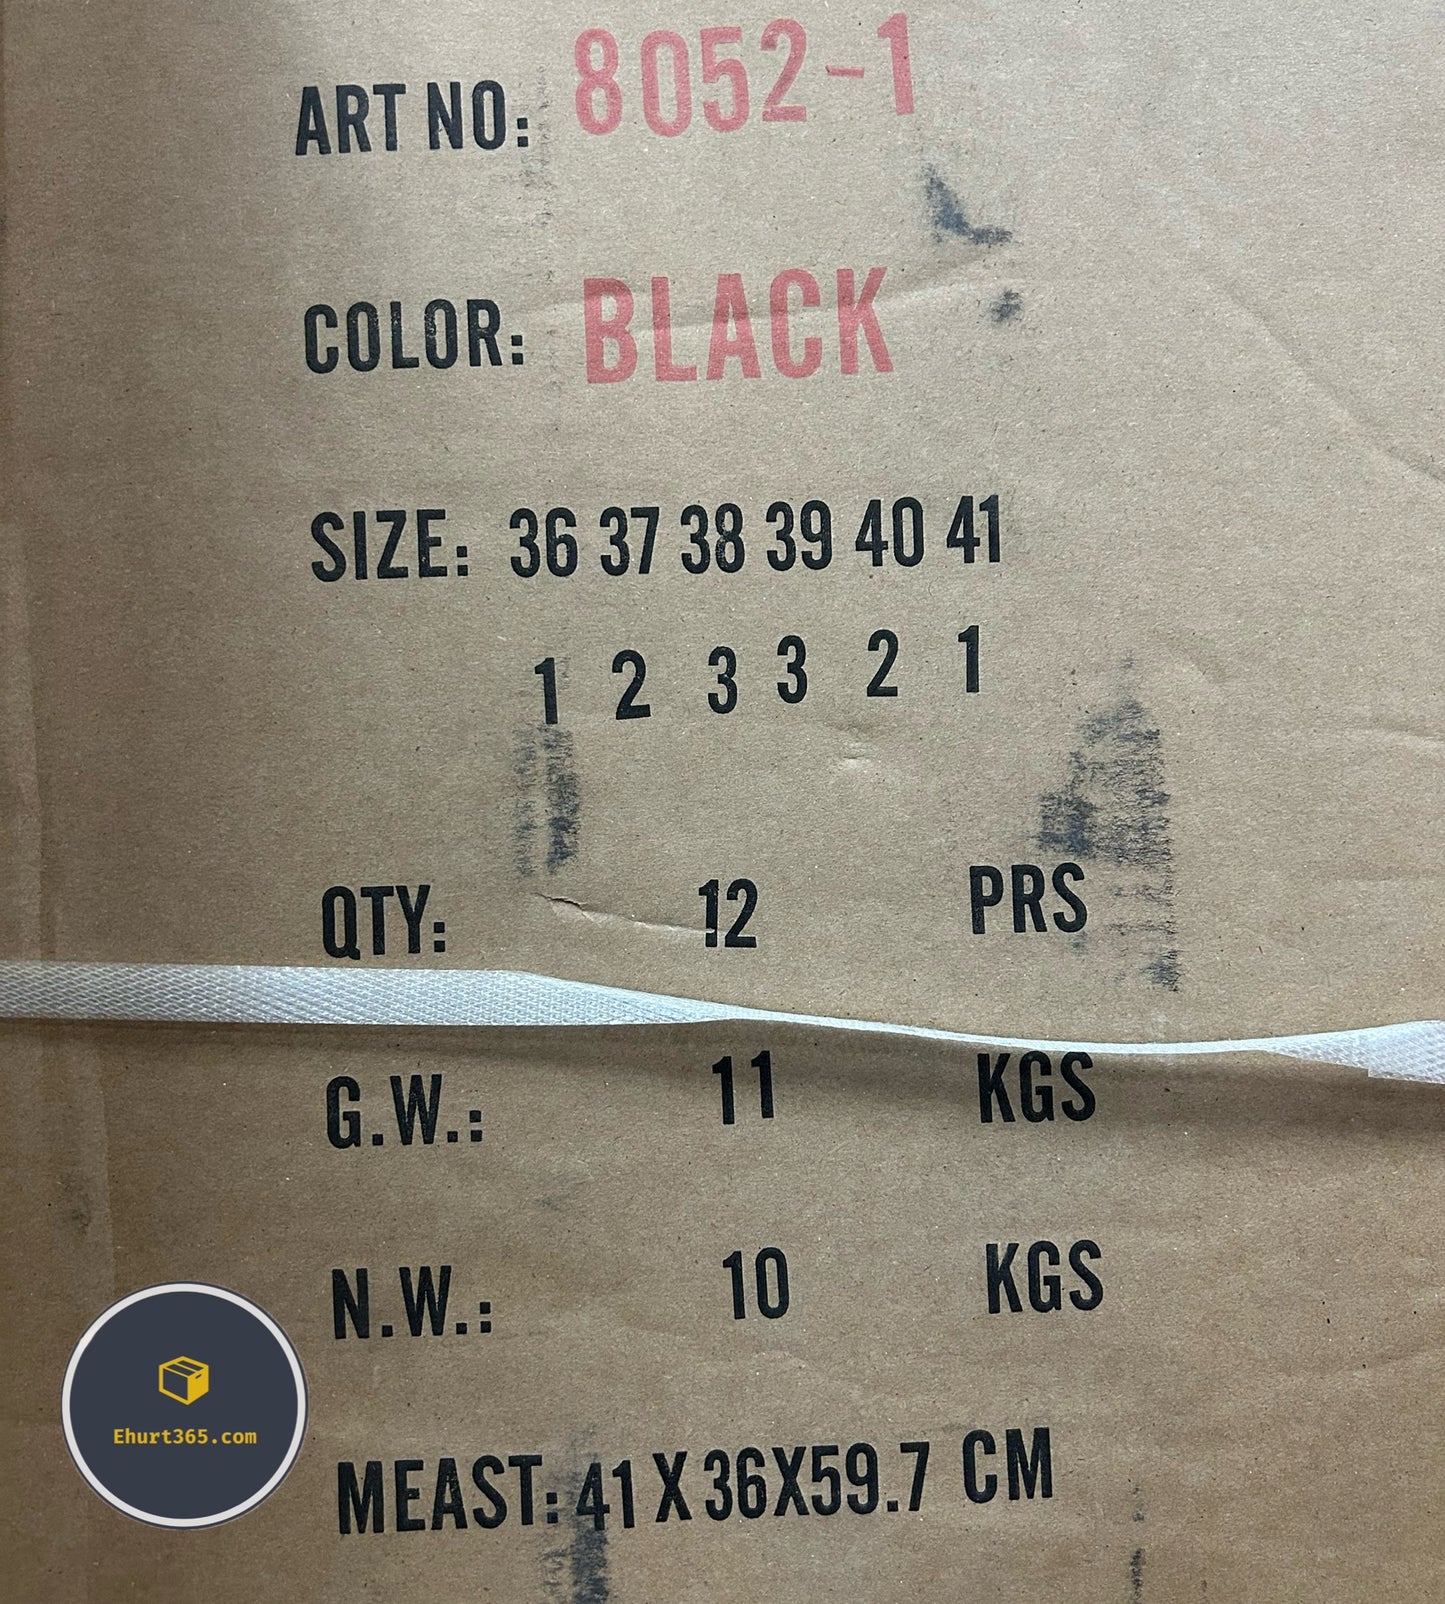 ART NO: 8052-1
COLOR: BLACK
SIZE: 36 37 38 39 40 41
1 2 3 3 2 1
QTY: 12 PRS
G.W.: 11 KGS
N.W.: 10 KGS
Ehurt365.com
MEAST: 41 X 36X59.7 CM